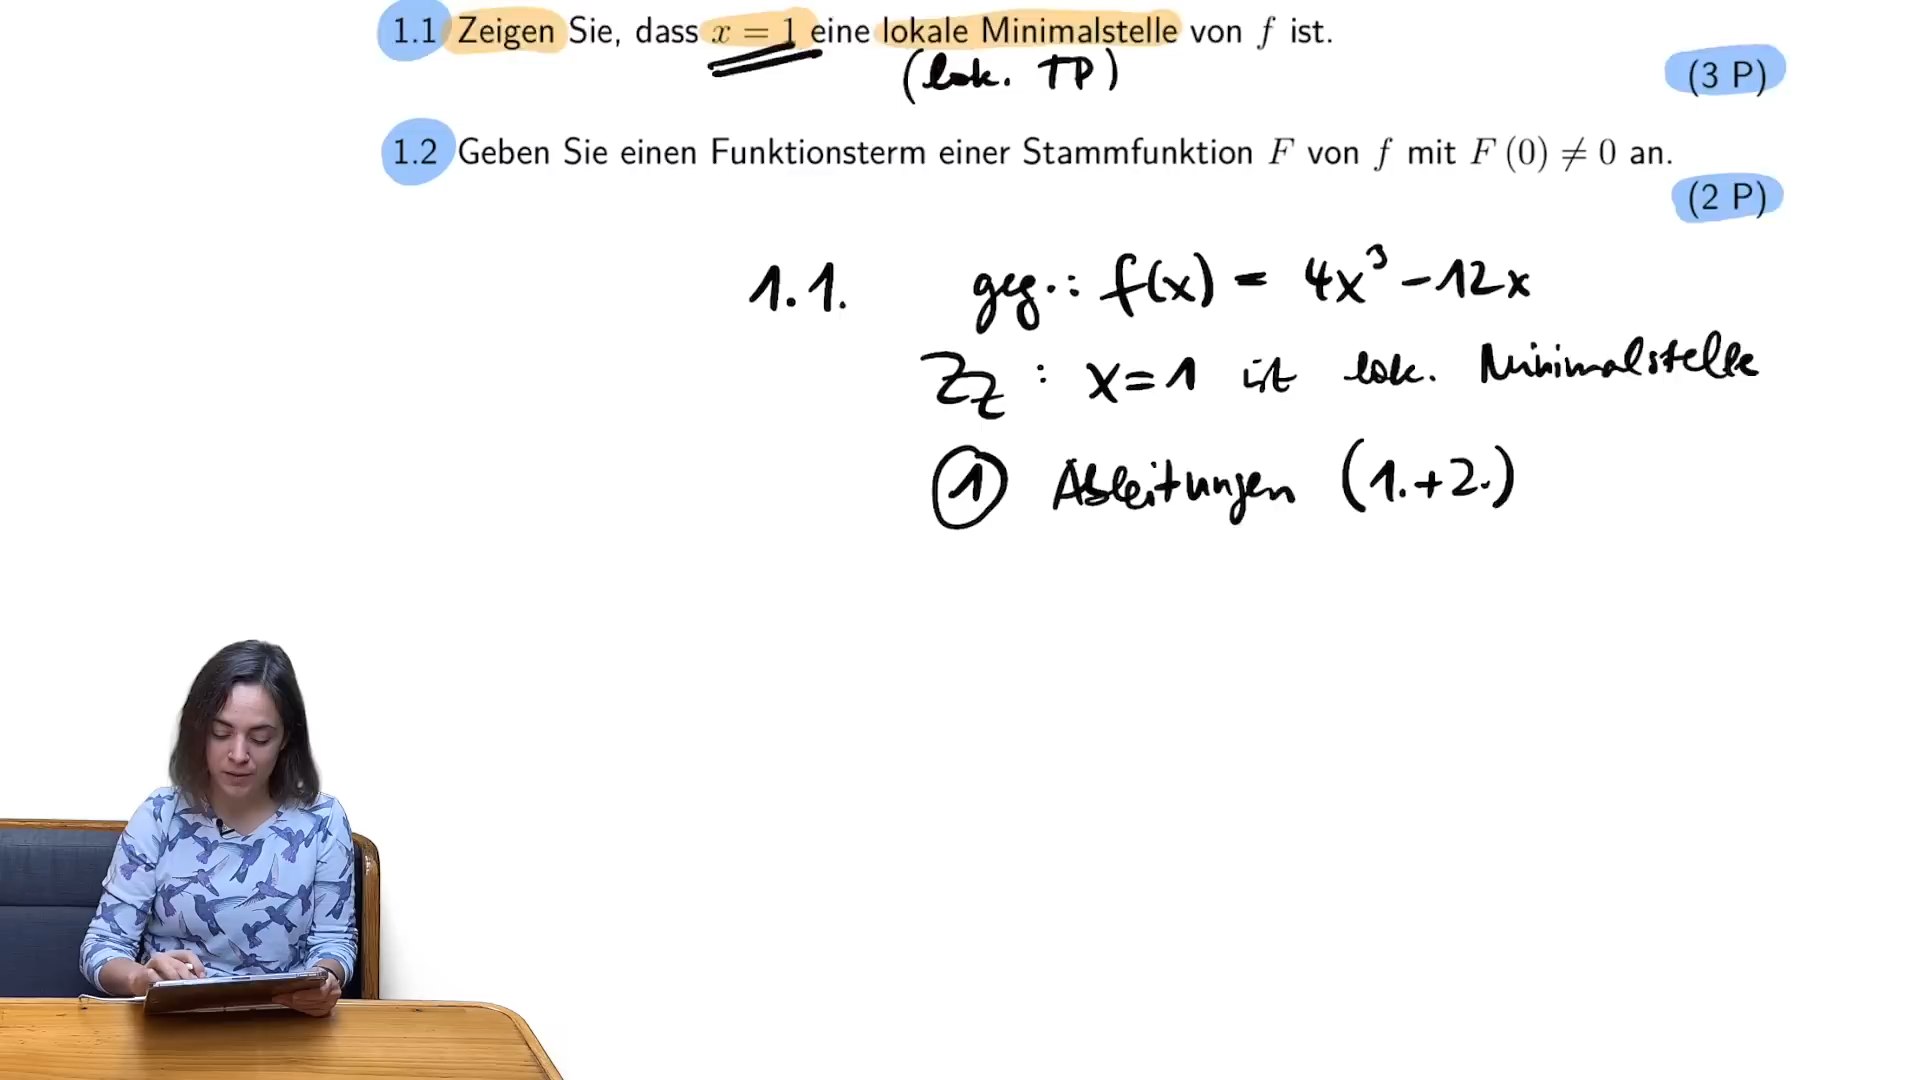 1.1 Zeigen Sie, dass x = 1 eine lokale Minimalstelle von f ist.
(lok. TP)
(3 P)
1.2 Geben Sie einen Funktionsterm einer Stammfunktion F von f mit F (0) ≠ 0 an.
(2 P)
1.1. geg.: f(x) = 4x³ - 12x
ZZ : x=1 ist lok. Minimalstelle
① Ableitungen (1.+2.)